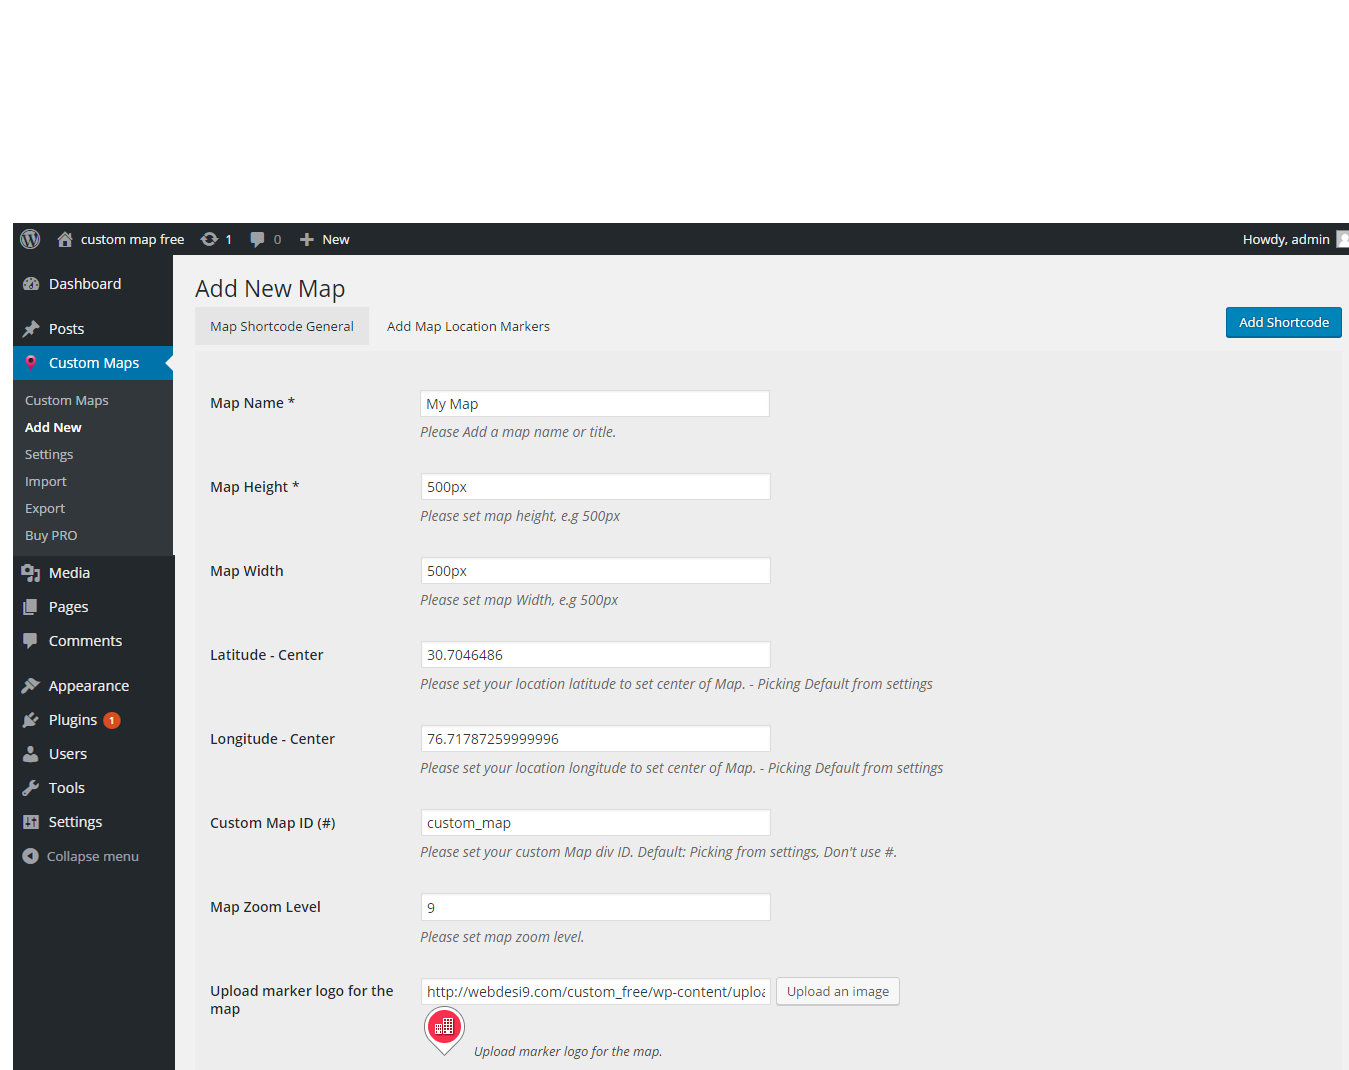 custom map free 1 0 New Howdy, admin
Dashboard
Posts
Custom Maps
Custom Maps
Add New
Settings
Import
Export
Buy PRO
Media
Pages
Comments
Appearance
Plugins 1
Users
Tools
Settings
Collapse menu
Add New Map
Map Shortcode General Add Map Location Markers Add Shortcode
Map Name * My Map
Please Add a map name or title.
Map Height * 500px
Please set map height, e.g 500px
Map Width 500px
Please set map Width, e.g 500px
Latitude - Center 30.7046486
Please set your location latitude to set center of Map. - Picking Default from settings
Longitude - Center 76.71787259999996
Please set your location longitude to set center of Map. - Picking Default from settings
Custom Map ID (#) custom_map
Please set your custom Map div ID. Default: Picking from settings, Don't use #.
Map Zoom Level 9
Please set map zoom level.
Upload marker logo for the map http://webdesi9.com/custom_free/wp-content/uploa Upload an image
Upload marker logo for the map.